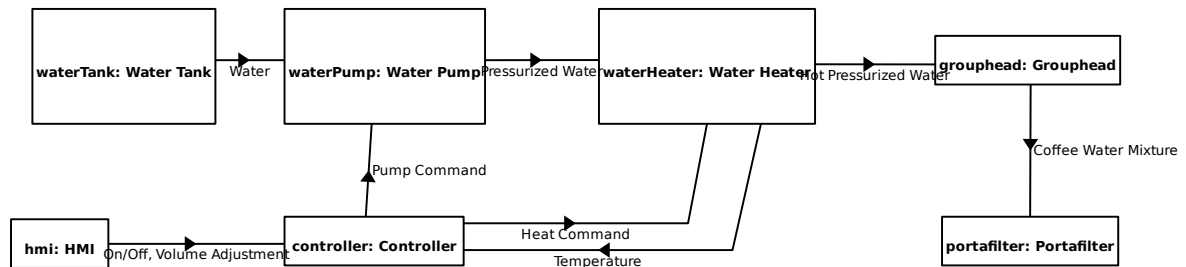 waterTank: Water Tank
Water
waterPump: Water Pump
Pressurized Water
waterHeater: Water Heater
Hot Pressurized Water
grouphead: Grouphead
Coffee Water Mixture
Pump Command
hmi: HMI
On/Off, Volume Adjustment
controller: Controller
Heat Command
Temperature
portafilter: Portafilter